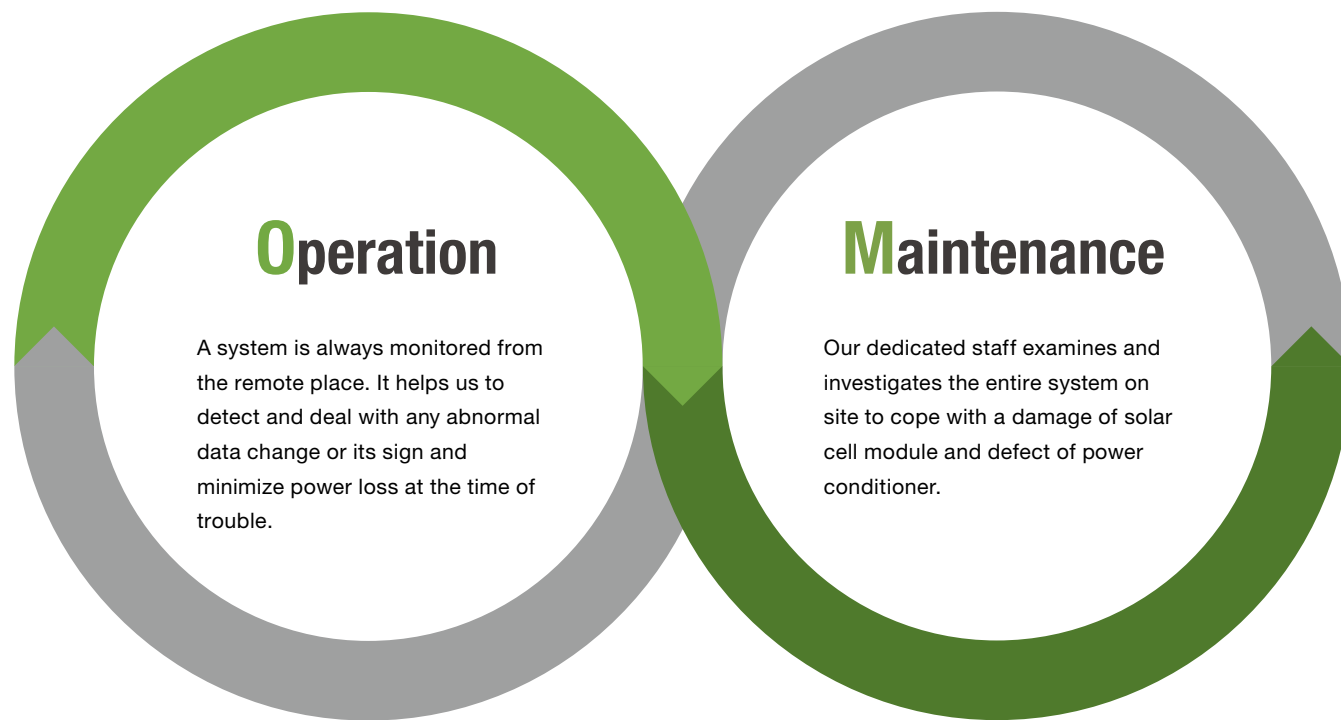 Operation
A system is always monitored from
the remote place. It helps us to
detect and deal with any abnormal
data change or its sign and
minimize power loss at the time of
trouble.
Maintenance
Our dedicated staff examines and
investigates the entire system on
site to cope with a damage of solar
cell module and defect of power
conditioner.